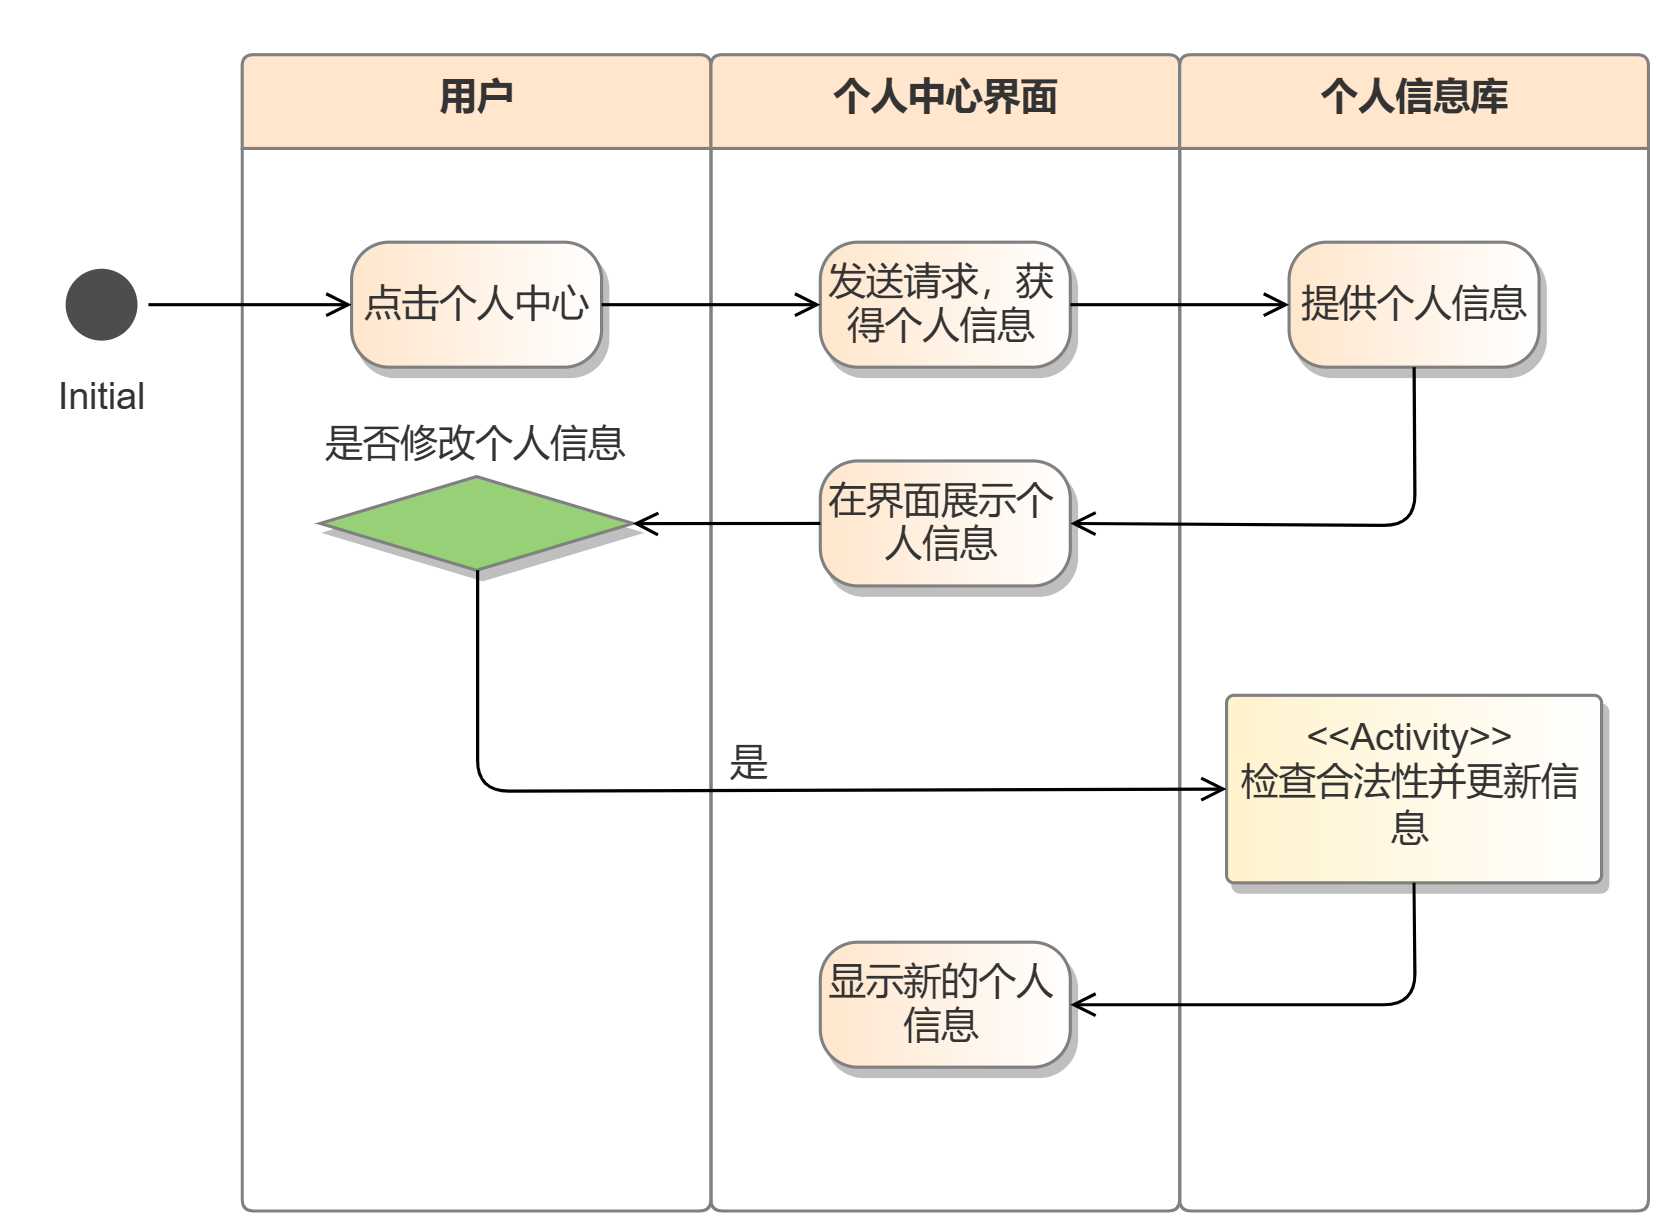 用户
个人中心界面
个人信息库
点击个人中心
发送请求，获
得个人信息
提供个人信息
Initial
是否修改个人信息
在界面展示个
人信息
是
<<Activity>>
检查合法性并更新信
息
显示新的个人
信息